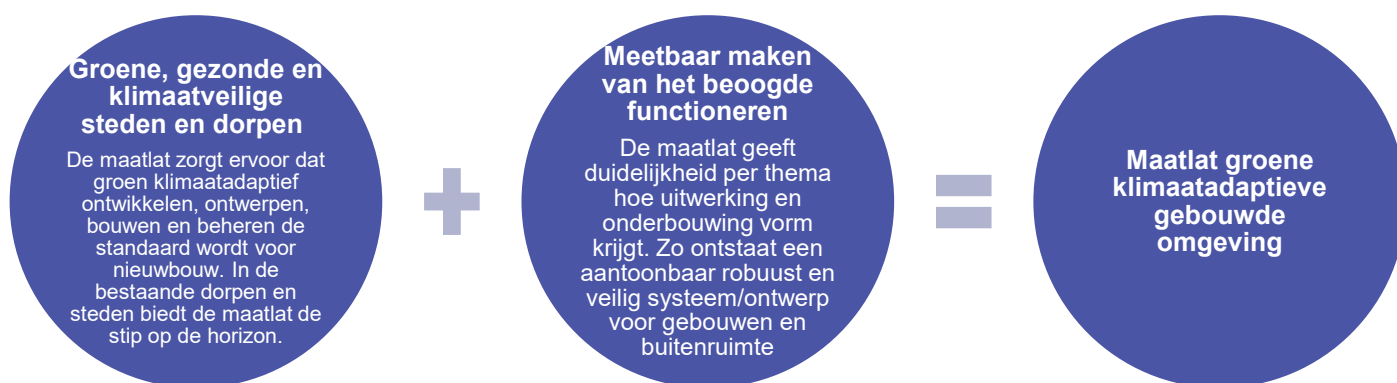 Groene, gezonde en
klimaatveilige
steden en dorpen
De maatlat zorgt ervoor dat
groen klimaatadaptief
ontwikkelen, ontwerpen,
bouwen en beheren de
standaard wordt voor
nieuwbouw. In de
bestaande dorpen en
steden biedt de maatlat de
stip op de horizon.
Meetbaar maken
van het beoogde
functioneren
De maatlat geeft
duidelijkheid per thema
hoe uitwerking en
onderbouwing vorm
krijgt. Zo ontstaat een
aantoonbaar robuust en
veilig systeem/ontwerp
voor gebouwen en
buitenruimte
Maatlat groene
klimaatadaptieve
gebouwde
omgeving